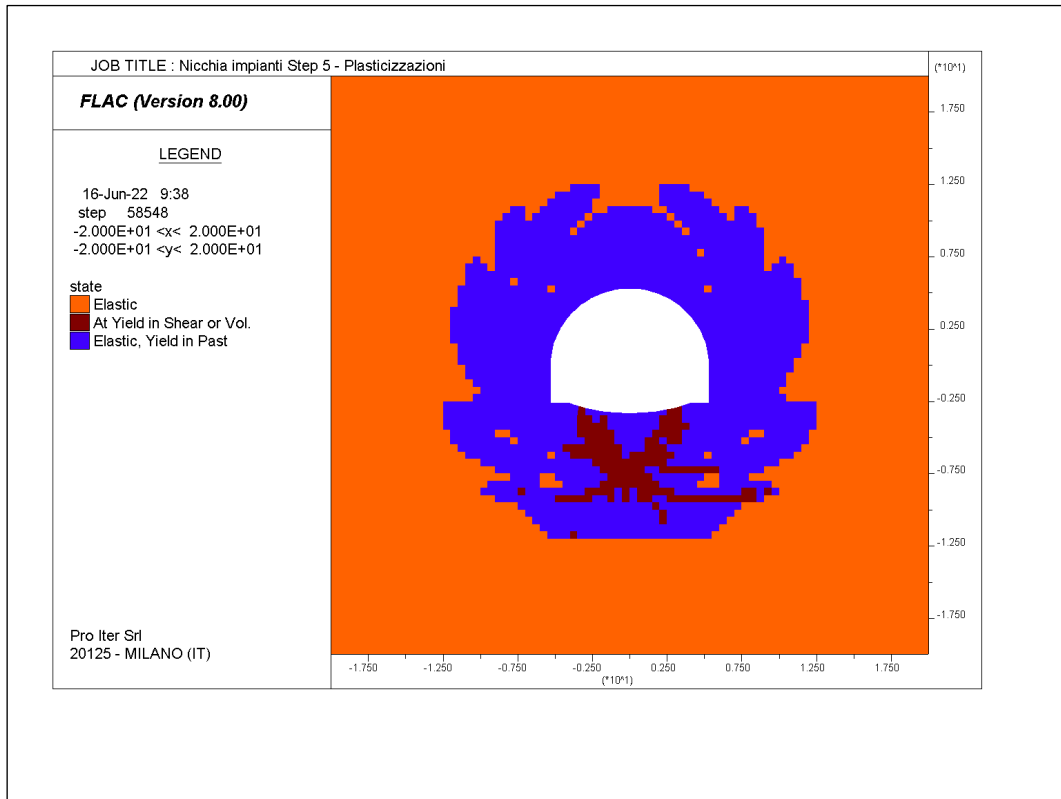 JOB TITLE : Nicchia impianti Step 5 - Plasticizzazioni
(*10^1)
FLAC (Version 8.00)
LEGEND
16-Jun-22 9:38
step 58548
-2.000E+01 <x< 2.000E+01
-2.000E+01 <y< 2.000E+01
state
Elastic
At Yield in Shear or Vol.
Elastic, Yield in Past
Pro Iter Srl
20125 - MILANO (IT)
1.750
1.250
0.750
0.250
-0.250
-0.750
-1.250
-1.750
-1.750 -1.250 -0.750 -0.250 0.250 0.750 1.250 1.750
(*10^1)